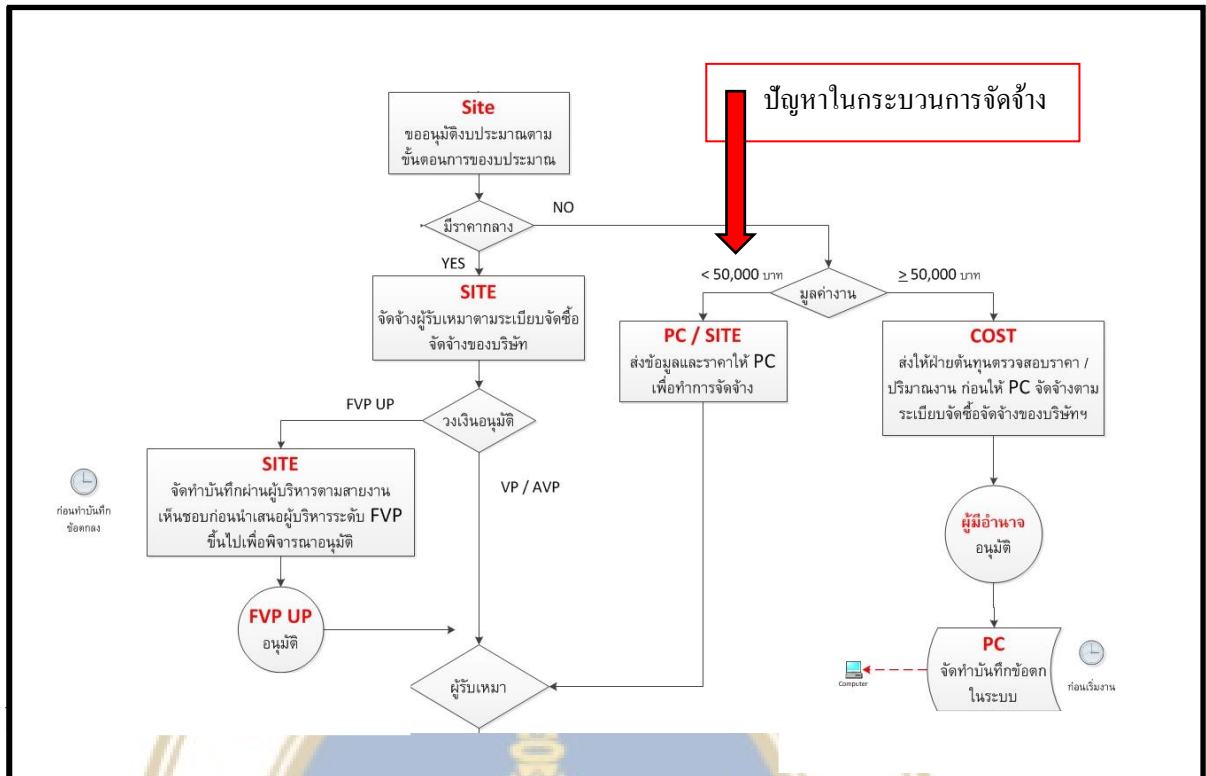 ปัญหาในกระบวนการจัดจ้าง
Site
ขออนุมัติงบประมาณตาม
ขั้นตอนการของบประมาณ
มีราคากลาง
NO
YES
SITE
จัดจ้างผู้รับเหมาตามระเบียบจัดซื้อ
จัดจ้างของบริษัท
< 50,000 บาท
มูลค่างาน
≥ 50,000 บาท
PC / SITE
ส่งข้อมูลและราคาให้ PC
เพื่อทำการจัดจ้าง
COST
ส่งให้ฝ่ายต้นทุนตรวจสอบราคา /
ปริมาณงาน ก่อนให้ PC จัดจ้างตาม
ระเบียบจัดซื้อจัดจ้างของบริษัทฯ
FVP UP
วงเงินอนุมัติ
VP / AVP
SITE
จัดทำบันทึกผ่านผู้บริหารตามสายงาน
เห็นชอบก่อนนำเสนอผู้บริหารระดับ FVP
ขึ้นไปเพื่อพิจารณาอนุมัติ
ก่อนทำบันทึก
ข้อตกลง
ผู้มีอำนาจ
อนุมัติ
FVP UP
อนุมัติ
ผู้รับเหมา
PC
จัดทำบันทึกข้อตก
ในระบบ
Computer
ก่อนเริ่มงาน